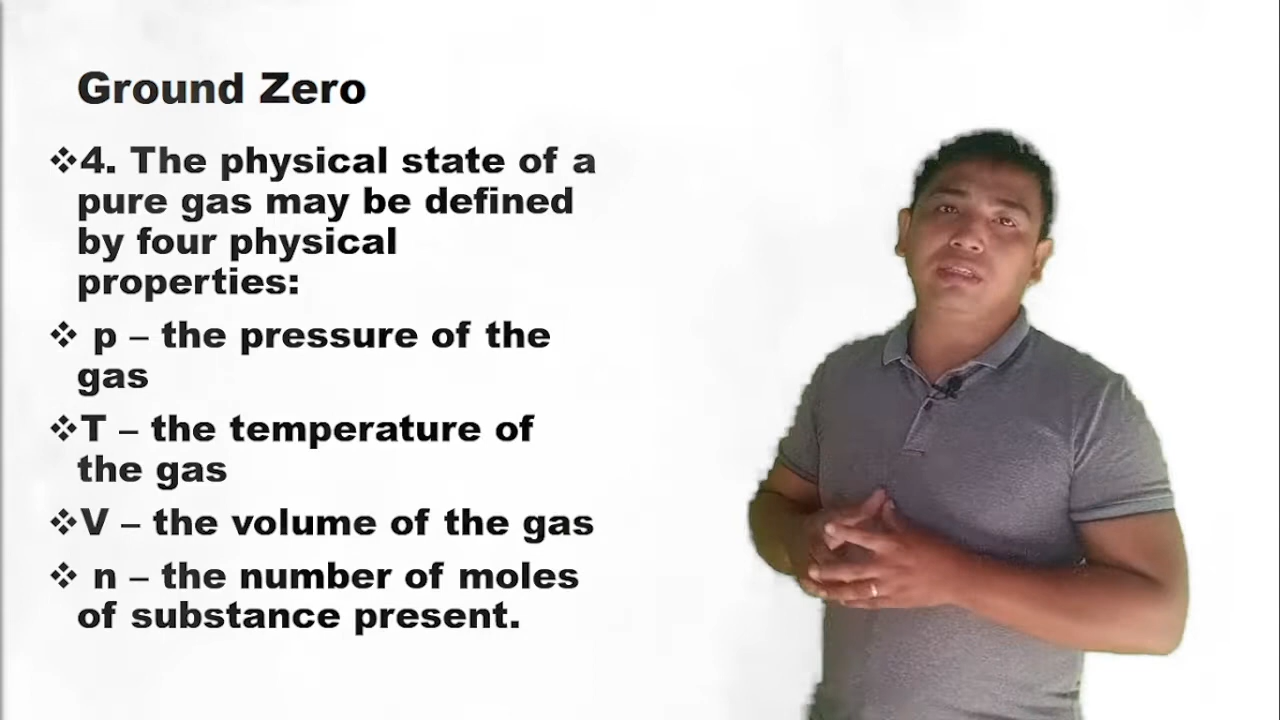 Ground Zero
❖4. The physical state of a
pure gas may be defined
by four physical
properties:
❖ p – the pressure of the
gas
❖T – the temperature of
the gas
❖V – the volume of the gas
❖ n – the number of moles
of substance present.